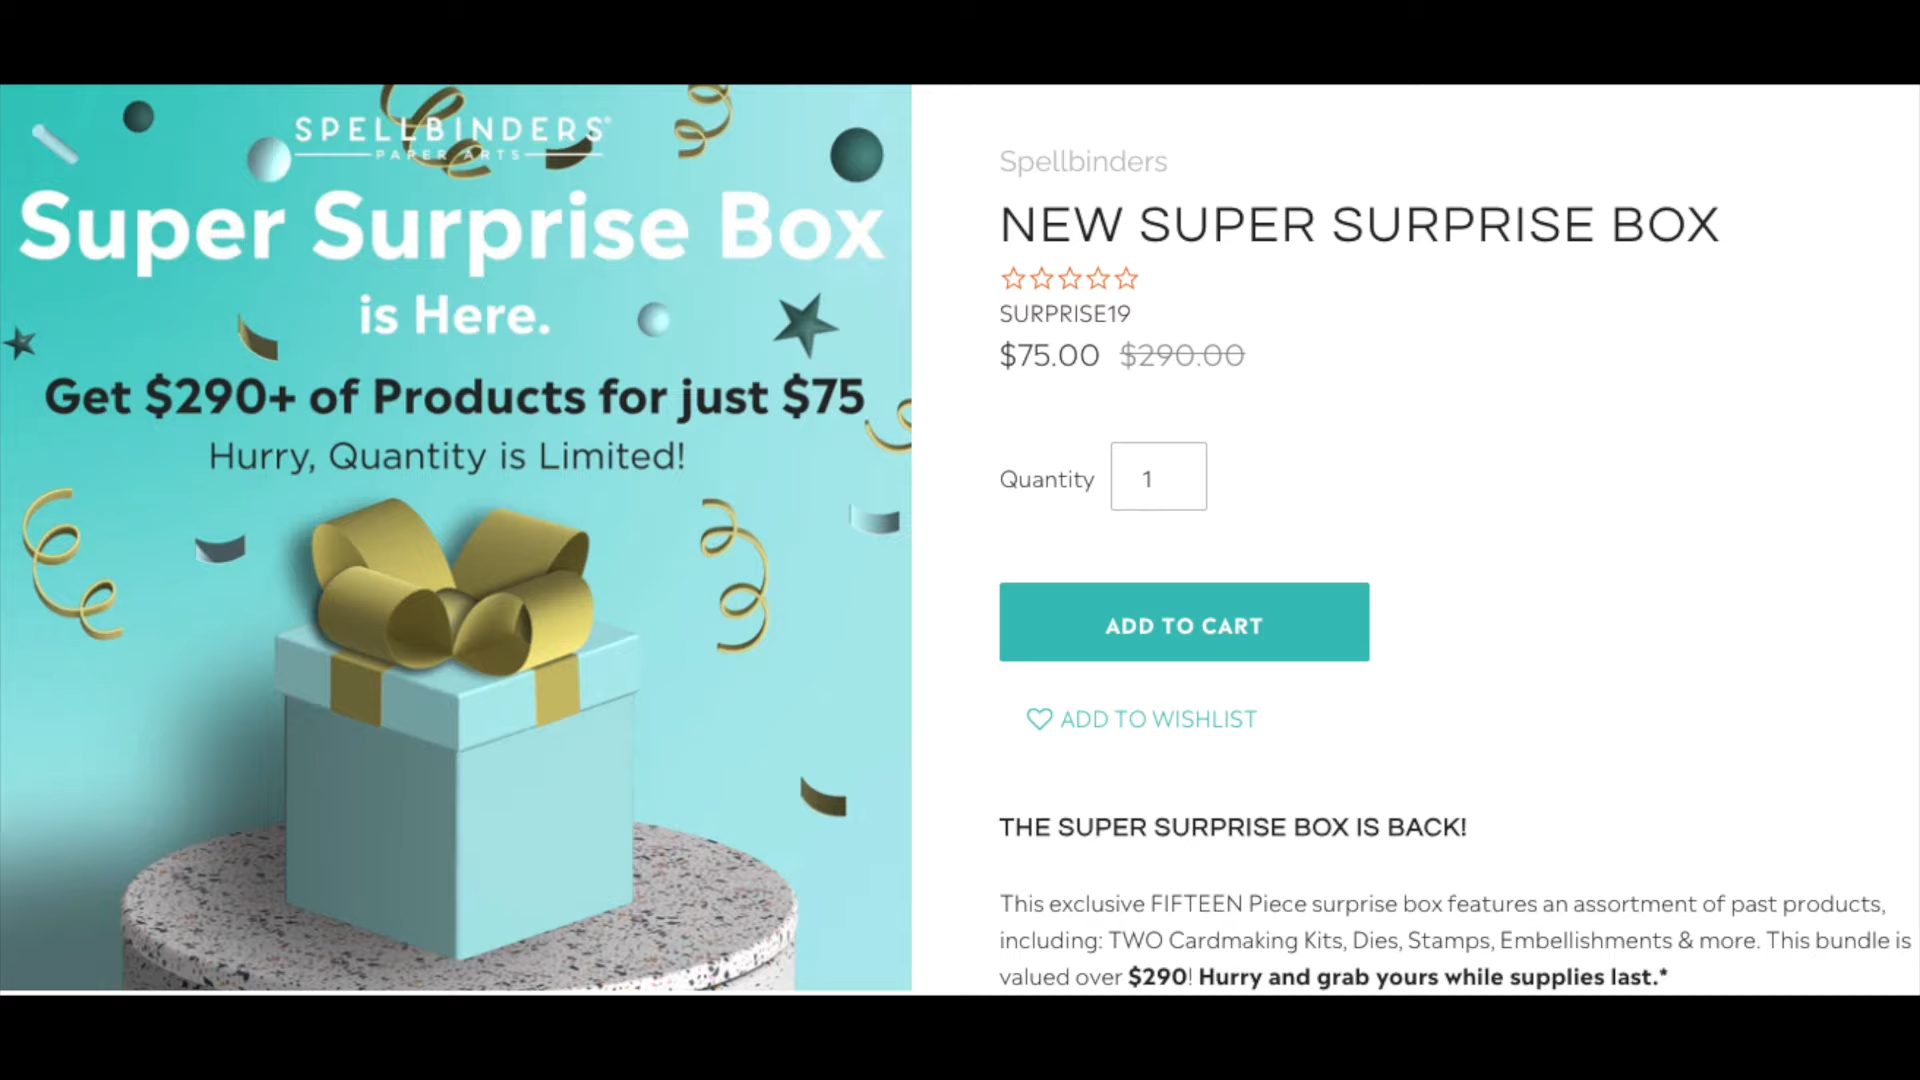 SPELLBINDERS®
PAPER ARTS
Super Surprise Box
is Here.
Get $290+ of Products for just $75
Hurry, Quantity is Limited!
Spellbinders
NEW SUPER SURPRISE BOX
SURPRISE19
$75.00 $290.00
Quantity 1
ADD TO CART
ADD TO WISHLIST
THE SUPER SURPRISE BOX IS BACK!
This exclusive FIFTEEN Piece surprise box features an assortment of past products,
including: TWO Cardmaking Kits, Dies, Stamps, Embellishments & more. This bundle is
valued over $290! Hurry and grab yours while supplies last.*